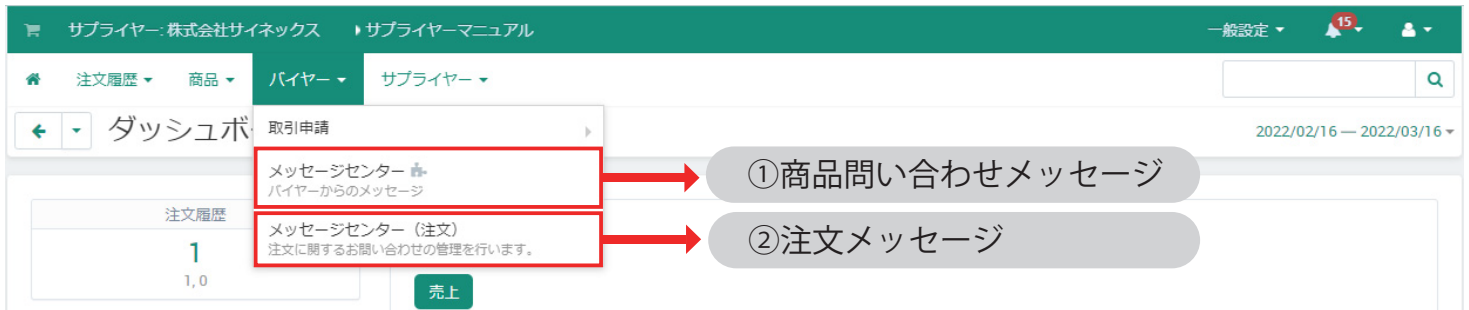 サプライヤー: 株式会社サイネックス サプライヤーマニュアル 一般設定 15
注文履歴 商品 バイヤー サプライヤー
ダッシュボ 2022/02/16 — 2022/03/16
取引申請
メッセージセンター
バイヤーからのメッセージ
①商品問い合わせメッセージ
メッセージセンター（注文）
注文に関するお問い合わせの管理を行います。
②注文メッセージ
注文履歴
1
1, 0
売上